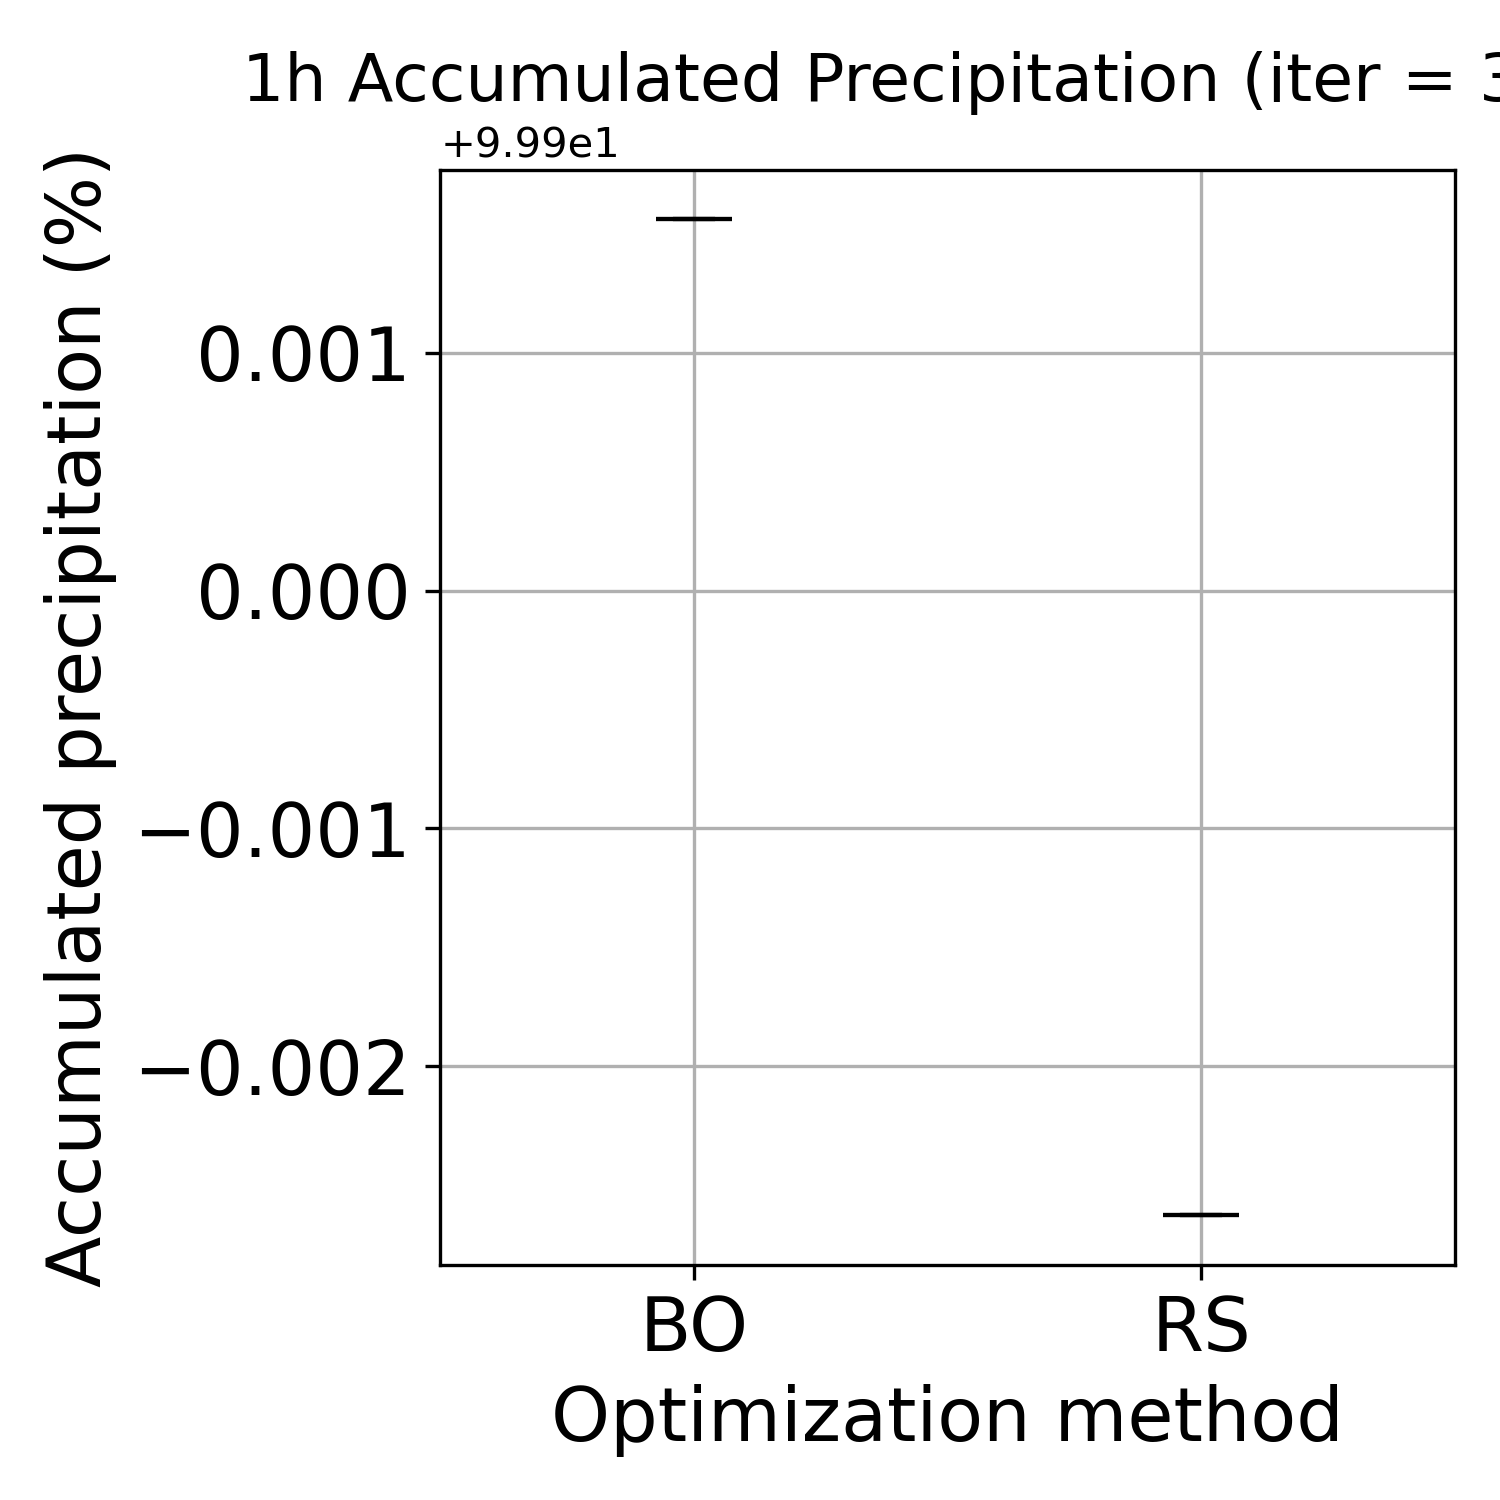 1h Accumulated Precipitation (iter =
+9.99e1
Accumulated precipitation (%)
0.001
0.000
−0.001
−0.002
BO
RS
Optimization method